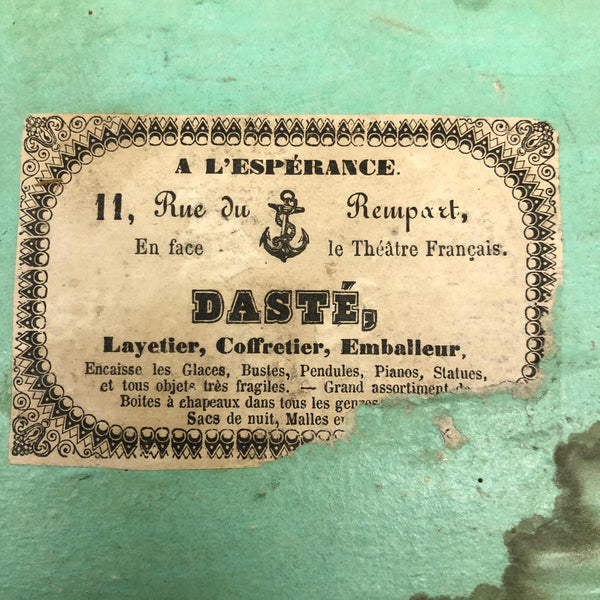 A L'ESPÉRANCE.
11, Rue du Rempart,
En face le Théâtre Français.
DASTÉ,
Layetier, Coffretier, Emballeur,
Encaisse les Glaces, Bustes, Pendules, Pianos, Statues,
et tous objets très fragiles. — Grand assortiment de
Boites à chapeaux dans tous les genres
Sacs de nuit, Malles